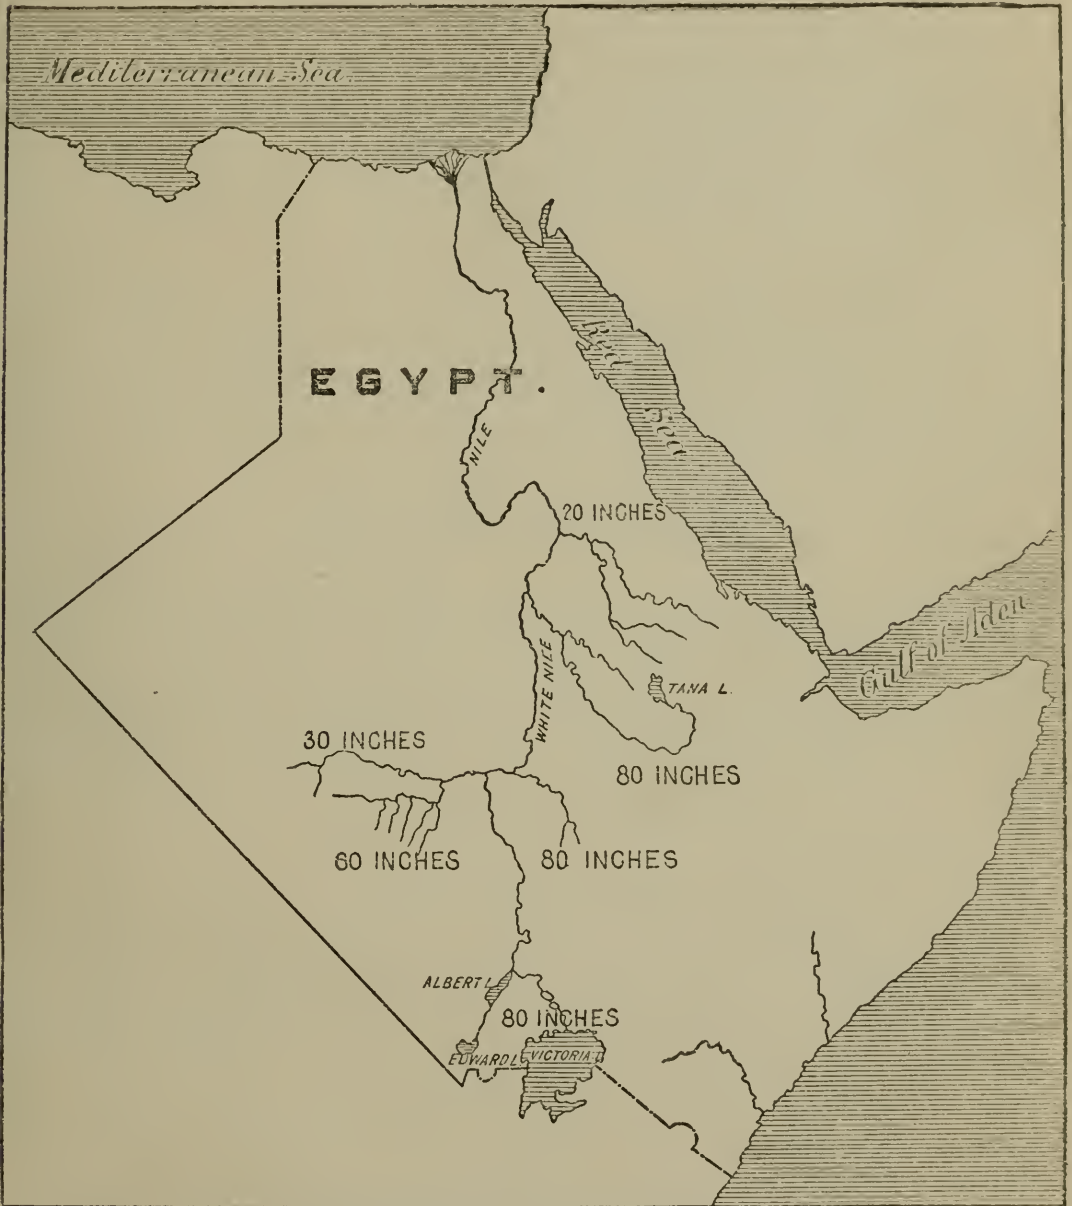 Mediterranean Sea.
EGYPT.
Red
Sea
NILE
20 INCHES
Gulf of Aden
WHITE NILE
TANA L.
30 INCHES
80 INCHES
60 INCHES
80 INCHES
ALBERT L
80 INCHES
EDWARD L
VICTORIA L